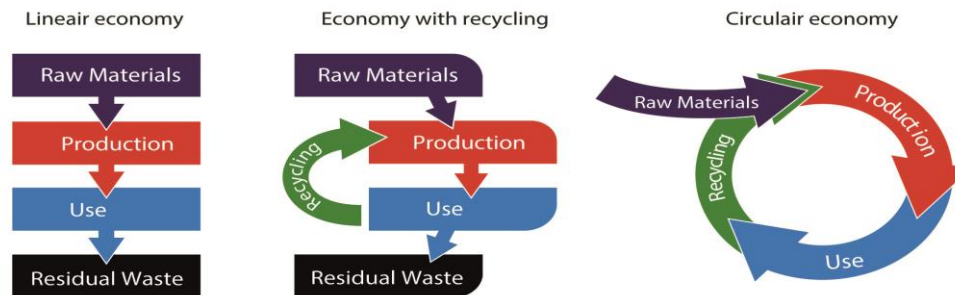 Lineair economy
Raw Materials
Production
Use
Residual Waste
Economy with recycling
Raw Materials
Production
Recycling
Use
Residual Waste
Circulair economy
Raw Materials
Production
Recycling
Use